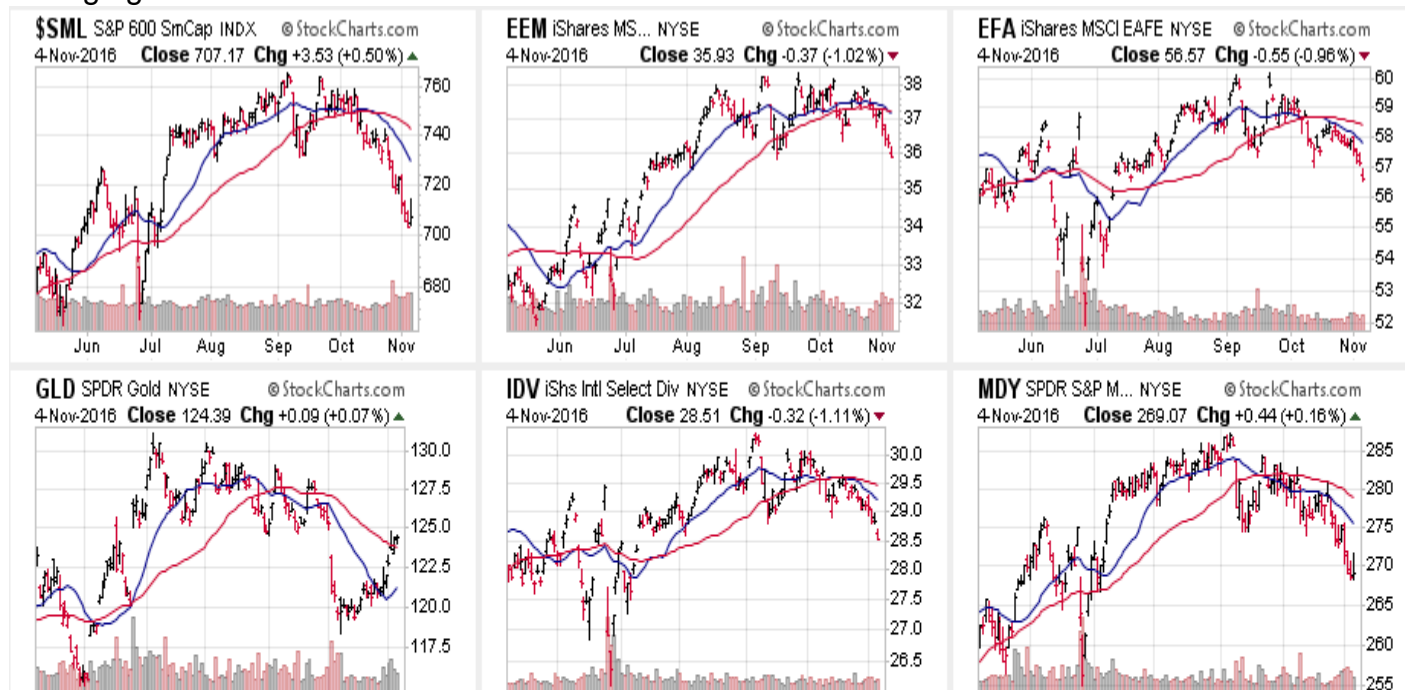 $SML S&P 600 SmCap INDX © StockCharts.com
4-Nov-2016 Close 707.17 Chg +3.53 (+0.50%)
760
740
720
700
680
Jun Jul Aug Sep Oct Nov
EEM iShares MS... NYSE © StockCharts.com
4-Nov-2016 Close 35.93 Chg -0.37 (-1.02%)
38
37
36
35
34
33
32
Jun Jul Aug Sep Oct Nov
EFA iShares MSCI EAFE NYSE © StockCharts.com
4-Nov-2016 Close 56.57 Chg -0.55 (-0.96%)
60
59
58
57
56
55
54
53
52
Jun Jul Aug Sep Oct Nov
GLD SPDR Gold NYSE © StockCharts.com
4-Nov-2016 Close 124.39 Chg +0.09 (+0.07%)
130.0
127.5
125.0
122.5
120.0
117.5
IDV iShs Intl Select Div NYSE © StockCharts.com
4-Nov-2016 Close 28.51 Chg -0.32 (-1.11%)
30.0
29.5
29.0
28.5
28.0
27.5
27.0
26.5
MDY SPDR S&P M... NYSE © StockCharts.com
4-Nov-2016 Close 269.07 Chg +0.44 (+0.16%)
285
280
275
270
265
260
255